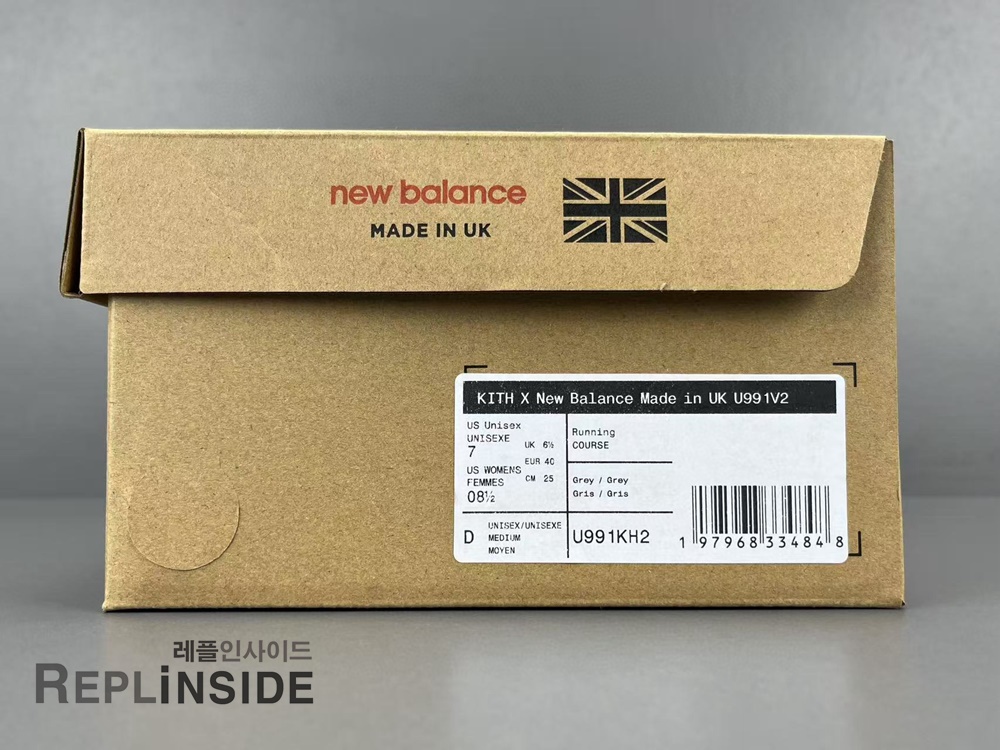 new balance
MADE IN UK
KITH X New Balance Made in UK U991V2
US Unisex
UNISEXE
7
UK 6½
EUR 40
CM 25
US WOMENS
FEMMES
08½
Running
COURSE
Grey / Grey
Gris / Gris
D
UNISEX/UNISEXE
MEDIUM
MOYEN
U991KH2
1 97968 33484 8
레플인사이드
REPLiNSIDE